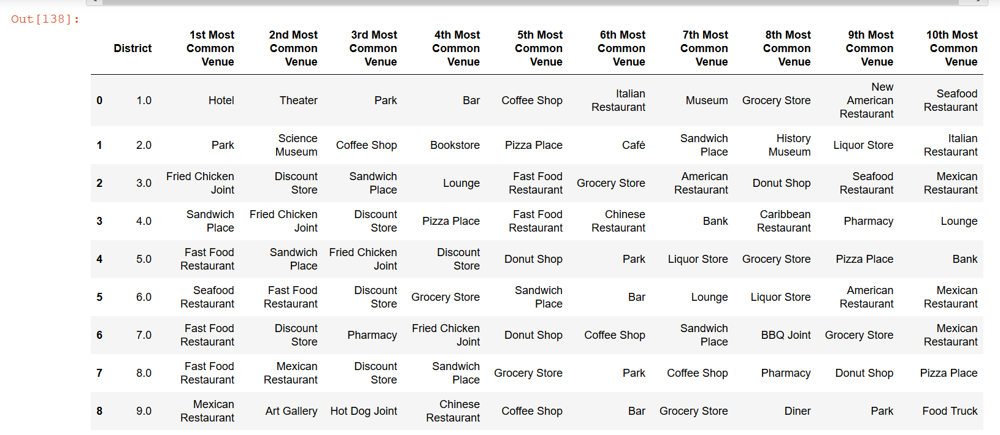 Out[138]:
District 1st Most Common Venue 2nd Most Common Venue 3rd Most Common Venue 4th Most Common Venue 5th Most Common Venue 6th Most Common Venue 7th Most Common Venue 8th Most Common Venue 9th Most Common Venue 10th Most Common Venue
0 1.0 Hotel Theater Park Bar Coffee Shop Italian Restaurant Museum Grocery Store New American Restaurant Seafood Restaurant
1 2.0 Park Science Museum Coffee Shop Bookstore Pizza Place Café Sandwich Place History Museum Liquor Store Italian Restaurant
2 3.0 Fried Chicken Joint Discount Store Sandwich Place Lounge Fast Food Restaurant Grocery Store American Restaurant Donut Shop Seafood Restaurant Mexican Restaurant
3 4.0 Sandwich Place Fried Chicken Joint Discount Store Pizza Place Fast Food Restaurant Chinese Restaurant Bank Caribbean Restaurant Pharmacy Lounge
4 5.0 Fast Food Restaurant Sandwich Place Fried Chicken Joint Discount Store Donut Shop Park Liquor Store Grocery Store Pizza Place Bank
5 6.0 Seafood Restaurant Fast Food Restaurant Discount Store Grocery Store Sandwich Place Bar Lounge Liquor Store American Restaurant Mexican Restaurant
6 7.0 Fast Food Restaurant Discount Store Pharmacy Fried Chicken Joint Donut Shop Coffee Shop Sandwich Place BBQ Joint Grocery Store Mexican Restaurant
7 8.0 Fast Food Restaurant Mexican Restaurant Discount Store Sandwich Place Grocery Store Park Coffee Shop Pharmacy Donut Shop Pizza Place
8 9.0 Mexican Restaurant Art Gallery Hot Dog Joint Chinese Restaurant Coffee Shop Bar Grocery Store Diner Park Food Truck